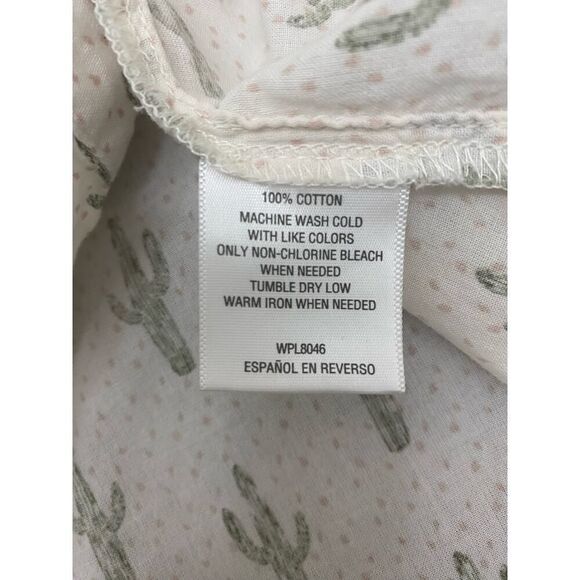 100% COTTON
MACHINE WASH COLD
WITH LIKE COLORS
ONLY NON-CHLORINE BLEACH
WHEN NEEDED
TUMBLE DRY LOW
WARM IRON WHEN NEEDED
WPL8046
ESPAÑOL EN REVERSO